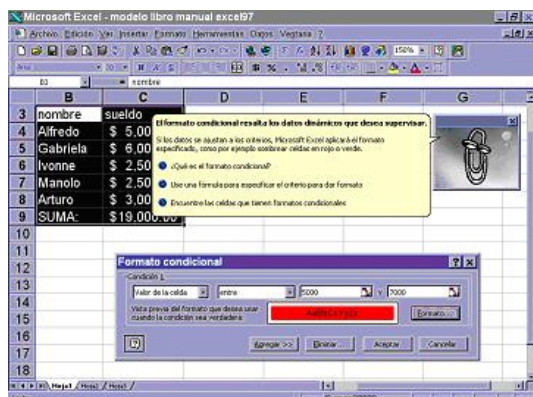 Microsoft Excel - modelo libro manual excel97
Archivo Edición Ver Insertar Formato Herramientas Datos Ventana ?
150%
B3 = nombre
B C D E F G
3 nombre sueldo
4 Alfredo $ 5,00
5 Gabriela $ 6,00
6 Ivonne $ 2,50
7 Manolo $ 2,50
8 Arturo $ 3,00
9 SUMA: $19,000.00
10
11
12
13
14
15
16
17
18
El formato condicional resalta los datos dinámicos que desea supervisar.
Si los datos se ajustan a los criterios, Microsoft Excel aplicará el formato
especificado, como por ejemplo sombrear celdas en rojo o verde.
¿Qué es el formato condicional?
Use una fórmula para especificar el criterio para dar formato
Encuentre las celdas que tienen formatos condicionales
Formato condicional
Condición 1
Valor de la celda entre 5000 y 7000
Vista previa del formato que desea usar
cuando la condición sea verdadera:
AaBbCcYyZz
Formato...
Agregar >> Eliminar... Aceptar Cancelar
Hoja1 / Hoja2 / Hoja3